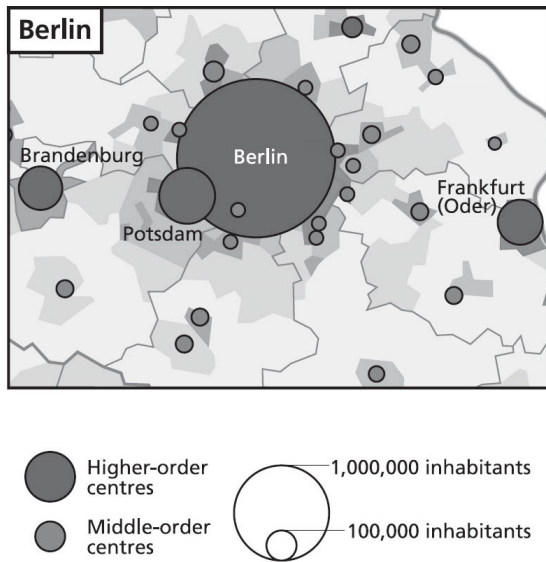 Berlin
Brandenburg
Berlin
Potsdam
Frankfurt
(Oder)
Higher-order
centres
Middle-order
centres
1,000,000 inhabitants
100,000 inhabitants